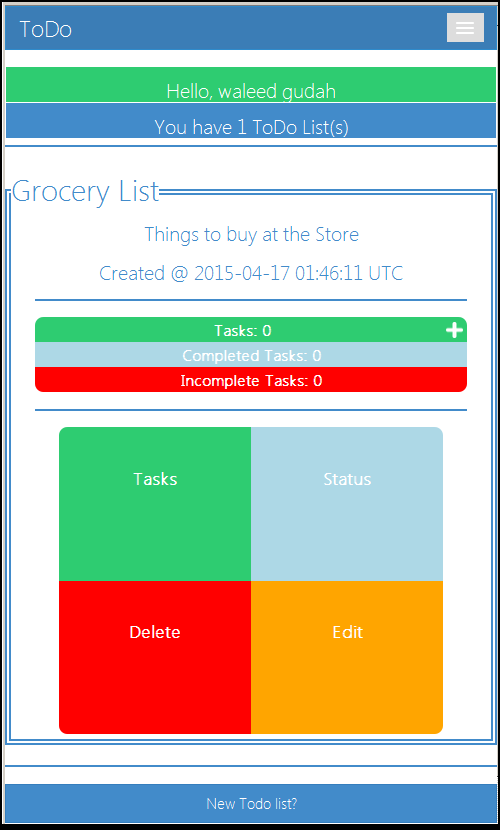 ToDo
Hello, waleed gudah
You have 1 ToDo List(s)
Grocery List
Things to buy at the Store
Created @ 2015-04-17 01:46:11 UTC
Tasks: 0
Completed Tasks: 0
Incomplete Tasks: 0
Tasks
Status
Delete
Edit
New Todo list?